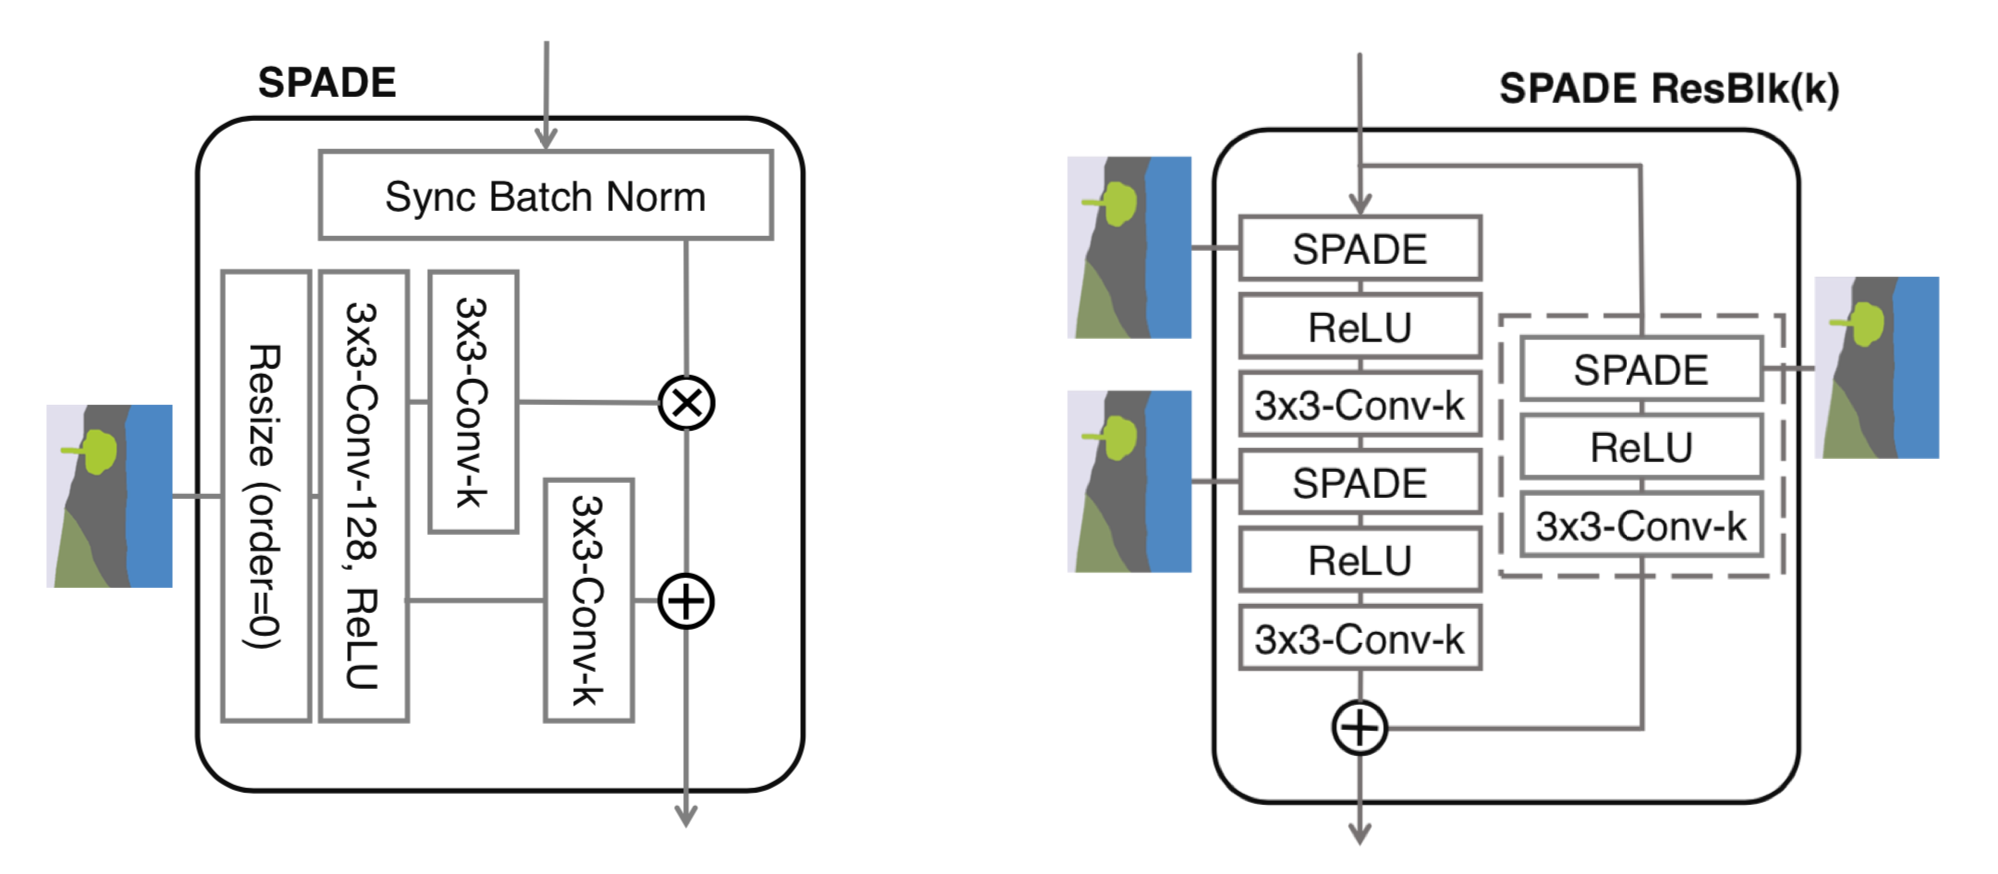 SPADE
Sync Batch Norm
Resize (order=0)
3x3-Conv-128, ReLU
3x3-Conv-k
3x3-Conv-k
SPADE ResBlk(k)
SPADE
ReLU
3x3-Conv-k
SPADE
ReLU
3x3-Conv-k
SPADE
ReLU
3x3-Conv-k